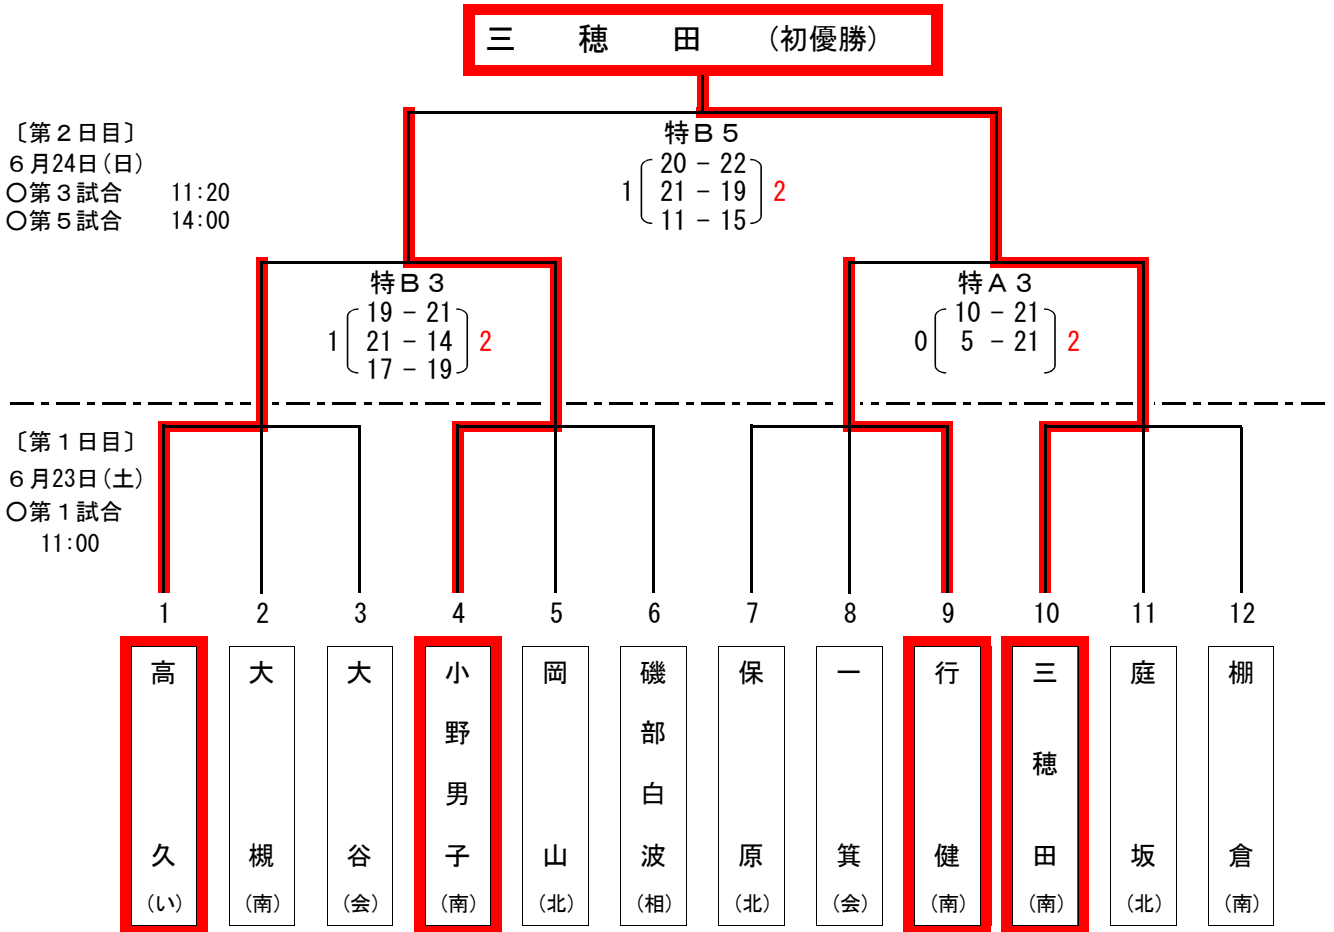 三 穂 田 (初優勝)
〔第２日目〕
６月24日(日)
○第３試合 11:20
○第５試合 14:00
特Ｂ５
20 − 22
1 21 − 19 2
11 − 15
特Ｂ３
19 − 21
1 21 − 14 2
17 − 19
特Ａ３
10 − 21
0 5 − 21 2
〔第１日目〕
６月23日(土)
○第１試合
11:00
1 2 3 4 5 6 7 8 9 10 11 12
高久(い)
大槻(南)
大谷(会)
小野男子(南)
岡山(北)
磯部白波(相)
保原(北)
一箕(会)
行健(南)
三穂田(南)
庭坂(北)
棚倉(南)